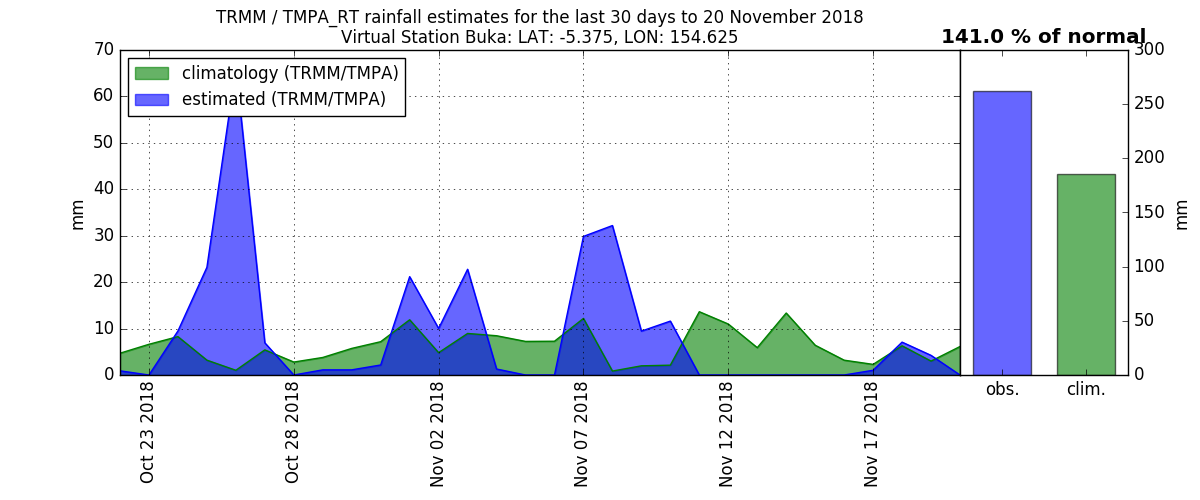 TRMM / TMPA_RT rainfall estimates for the last 30 days to 20 November 2018
Virtual Station Buka: LAT: -5.375, LON: 154.625
141.0 % of normal
climatology (TRMM/TMPA)
estimated (TRMM/TMPA)
70
60
50
40
30
20
10
0
mm
Oct 23 2018
Oct 28 2018
Nov 02 2018
Nov 07 2018
Nov 12 2018
Nov 17 2018
300
250
200
150
100
50
0
mm
obs.
clim.